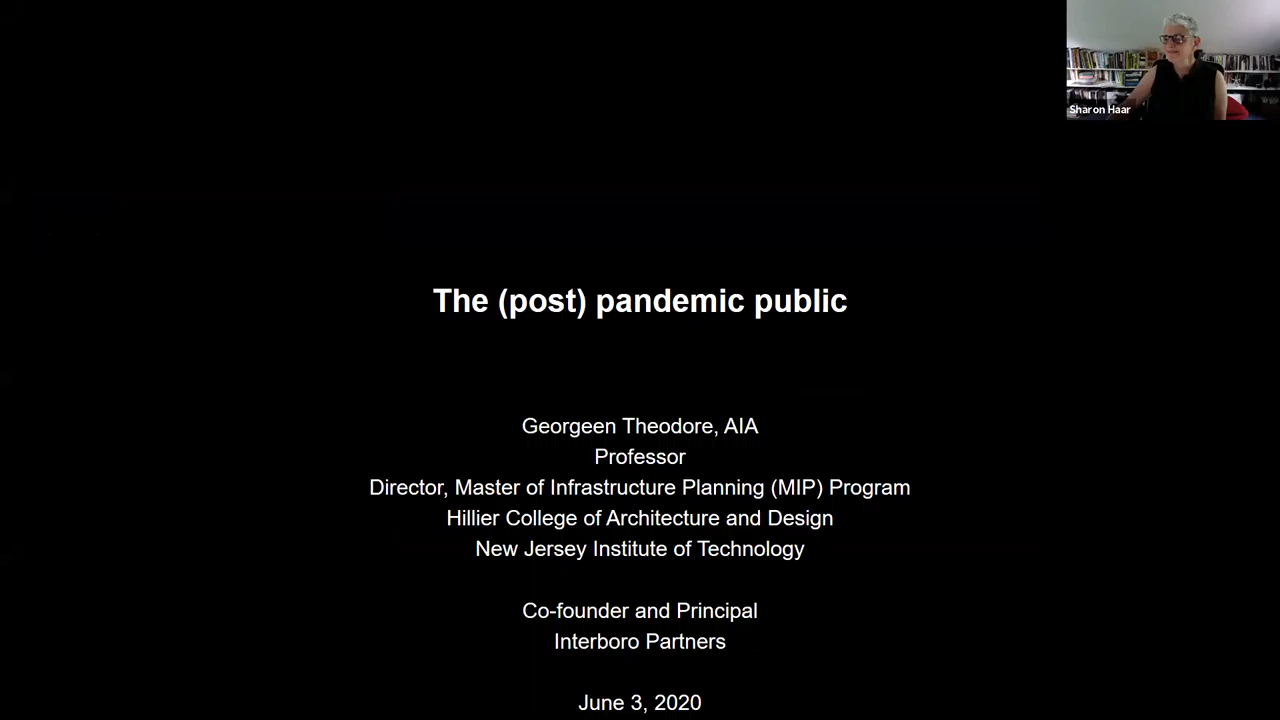 Sharon Haar
The (post) pandemic public
Georgeen Theodore, AIA
Professor
Director, Master of Infrastructure Planning (MIP) Program
Hillier College of Architecture and Design
New Jersey Institute of Technology
Co-founder and Principal
Interboro Partners
June 3, 2020